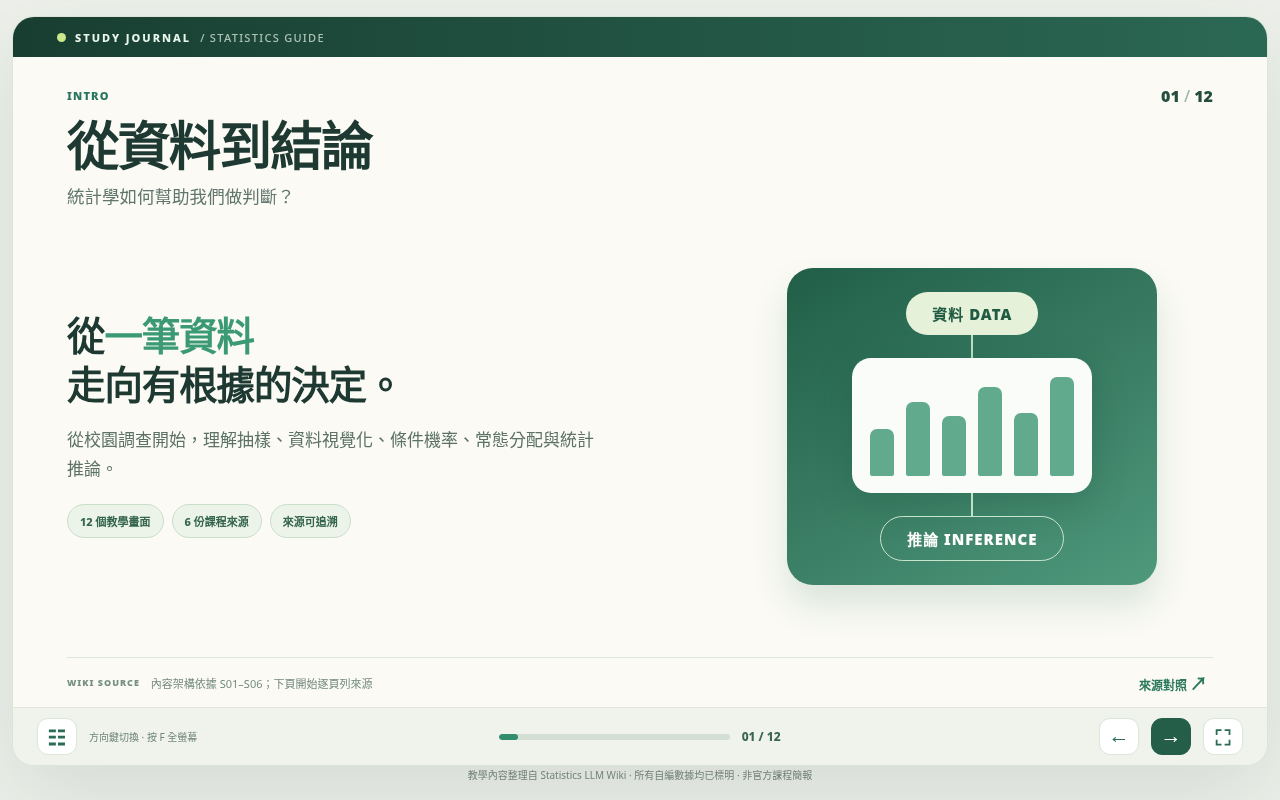 STUDY JOURNAL / STATISTICS GUIDE
INTRO
01 / 12
從資料到結論
統計學如何幫助我們做判斷？
從一筆資料
走向有根據的決定。
從校園調查開始，理解抽樣、資料視覺化、條件機率、常態分配與統計
推論。
12 個教學畫面
6 份課程來源
來源可追溯
資料 DATA
推論 INFERENCE
WIKI SOURCE 內容架構依據 S01–S06；下頁開始逐頁列來源
來源對照 ↗
方向鍵切換 · 按 F 全螢幕
01 / 12
← →
教學內容整理自 Statistics LLM Wiki · 所有自編數據均已標明 · 非官方課程簡報